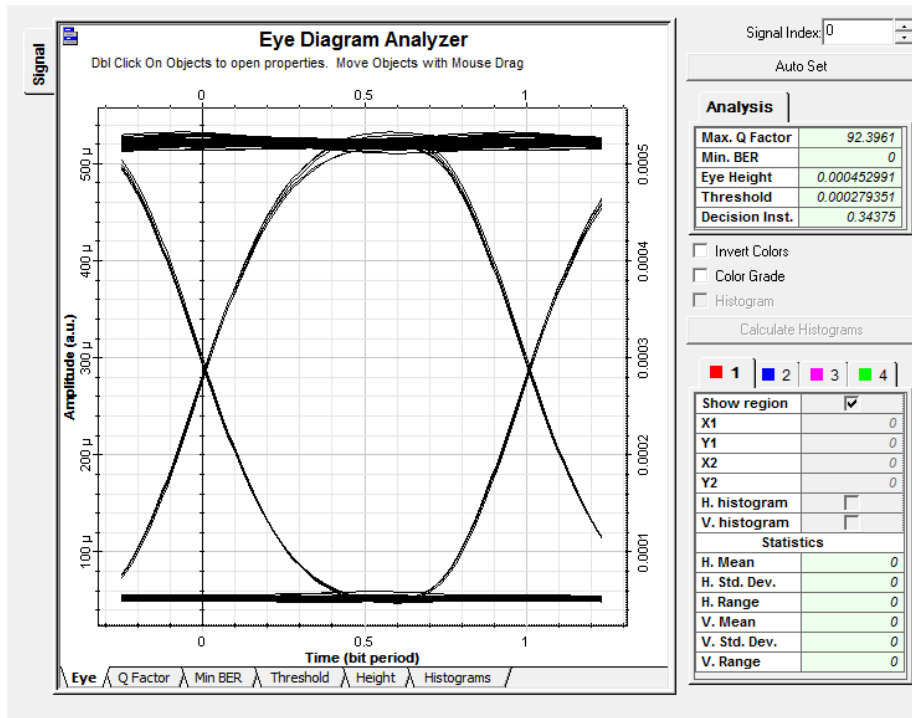 Signal
Eye Diagram Analyzer
Dbl Click On Objects to open properties. Move Objects with Mouse Drag
0 0.5 1
500 µ
400 µ
300 µ
200 µ
100 µ
Amplitude (a.u.)
0.0005
0.0004
0.0003
0.0002
0.0001
0 0.5 1
Time (bit period)
Eye Q Factor Min BER Threshold Height Histograms
Signal Index: 0
Auto Set
Analysis
Max. Q Factor 92.3961
Min. BER 0
Eye Height 0.000452991
Threshold 0.000279351
Decision Inst. 0.34375
Invert Colors
Color Grade
Histogram
Calculate Histograms
1 2 3 4
Show region
X1 0
Y1 0
X2 0
Y2 0
H. histogram
V. histogram
Statistics
H. Mean 0
H. Std. Dev. 0
H. Range 0
V. Mean 0
V. Std. Dev. 0
V. Range 0